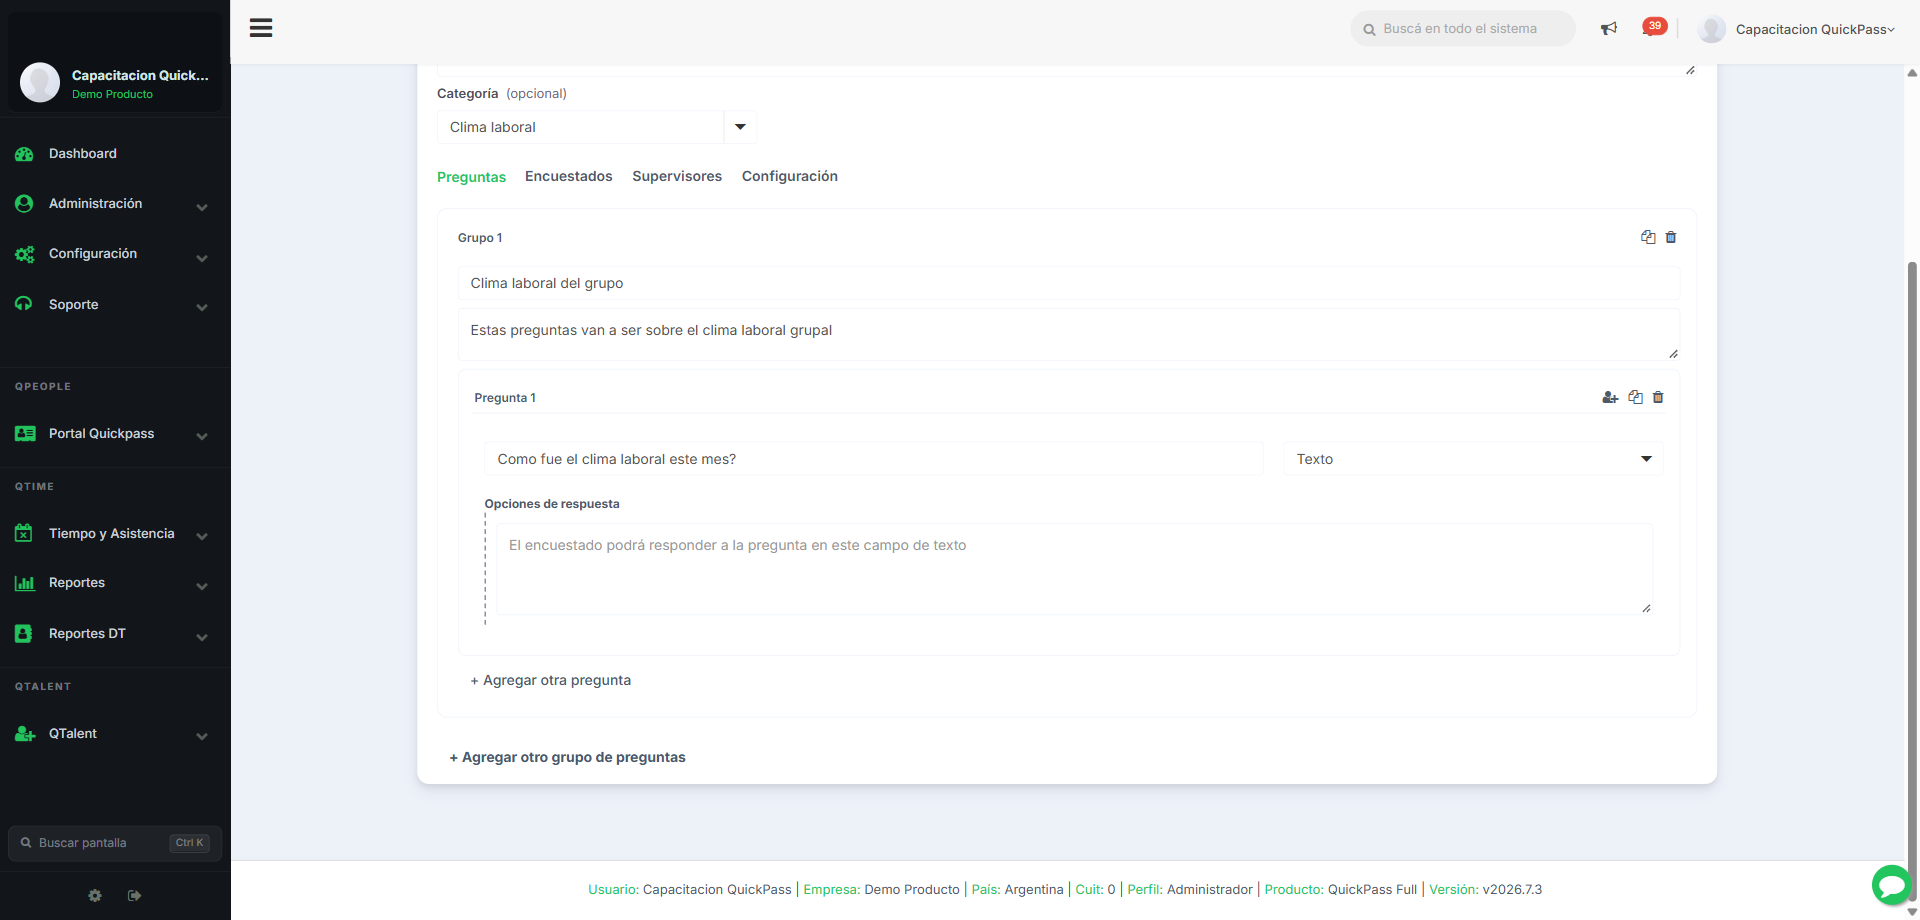 Capacitacion Quick...
Demo Producto
Dashboard
Administración
Configuración
Soporte
QPEOPLE
Portal Quickpass
QTIME
Tiempo y Asistencia
Reportes
Reportes DT
QTALENT
QTalent
Buscar pantalla
Ctrl K
Buscá en todo el sistema
39
Capacitacion QuickPass
Categoría (opcional)
Clima laboral
Preguntas
Encuestados
Supervisores
Configuración
Grupo 1
Clima laboral del grupo
Estas preguntas van a ser sobre el clima laboral grupal
Pregunta 1
Como fue el clima laboral este mes?
Texto
Opciones de respuesta
El encuestado podrá responder a la pregunta en este campo de texto
+ Agregar otra pregunta
+ Agregar otro grupo de preguntas
Usuario: Capacitacion QuickPass | Empresa: Demo Producto | País: Argentina | Cuit: 0 | Perfil: Administrador | Producto: QuickPass Full | Versión: v2026.7.3